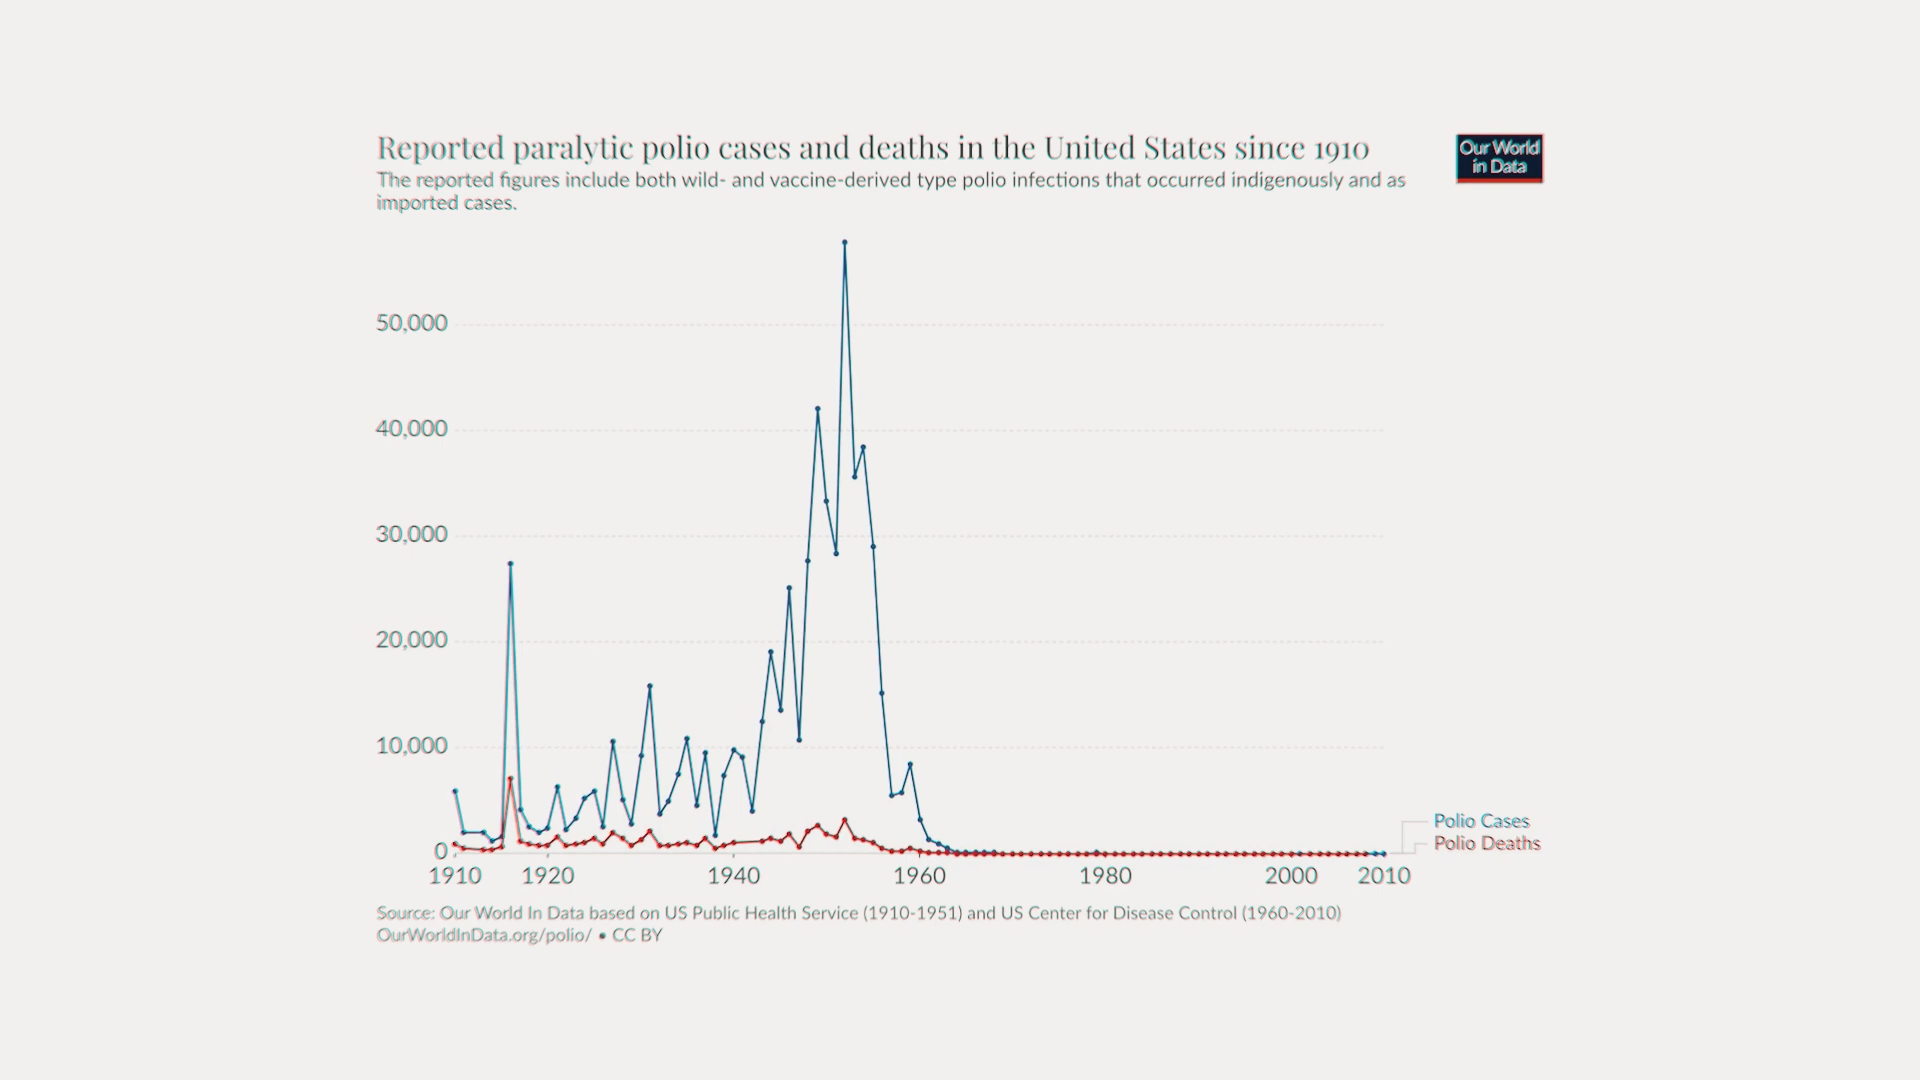 Reported paralytic polio cases and deaths in the United States since 1910
Our World
in Data
The reported figures include both wild- and vaccine-derived type polio infections that occurred indigenously and as
imported cases.
50,000
40,000
30,000
20,000
10,000
0
Polio Cases
Polio Deaths
1910 1920 1940 1960 1980 2000 2010
Source: Our World In Data based on US Public Health Service (1910-1951) and US Center for Disease Control (1960-2010)
OurWorldInData.org/polio/ • CC BY